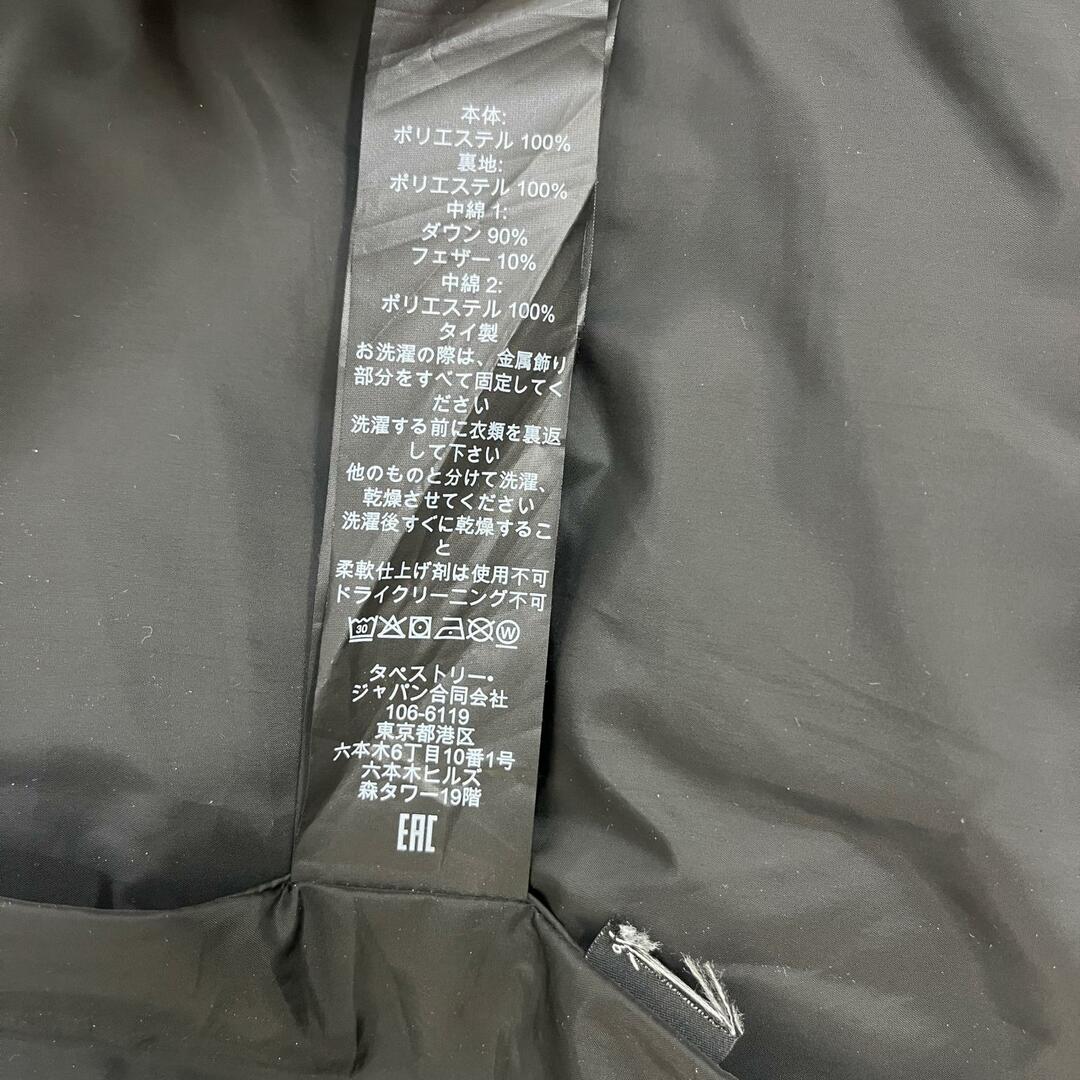 本体:
ポリエステル 100%
裏地:
ポリエステル 100%
中綿 1:
ダウン 90%
フェザー 10%
中綿 2:
ポリエステル 100%
タイ製
お洗濯の際は、金属飾り
部分をすべて固定してく
ださい
洗濯する前に衣類を裏返
して下さい
他のものと分けて洗濯、
乾燥させてください
洗濯後すぐに乾燥するこ
と
柔軟仕上げ剤は使用不可
ドライクリーニング不可
30 W
タペストリー・
ジャパン合同会社
106-6119
東京都港区
六本木6丁目10番1号
六本木ヒルズ
森タワー19階
EAC